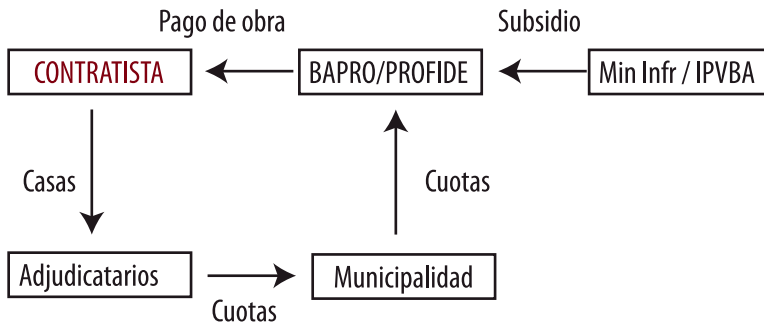 Pago de obra
Subsidio
CONTRATISTA
BAPRO/PROFIDE
Min Infr / IPVBA
Casas
Cuotas
Adjudicatarios
Municipalidad
Cuotas